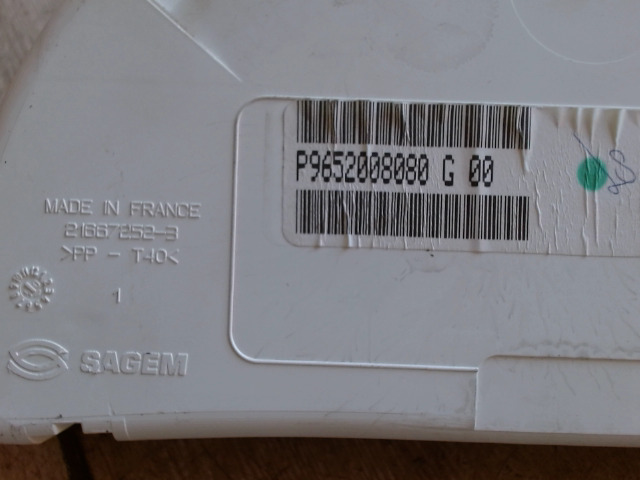 P9652008080 G 00
MADE IN FRANCE
21667252-3
>PP - T40<
1
SAGEM